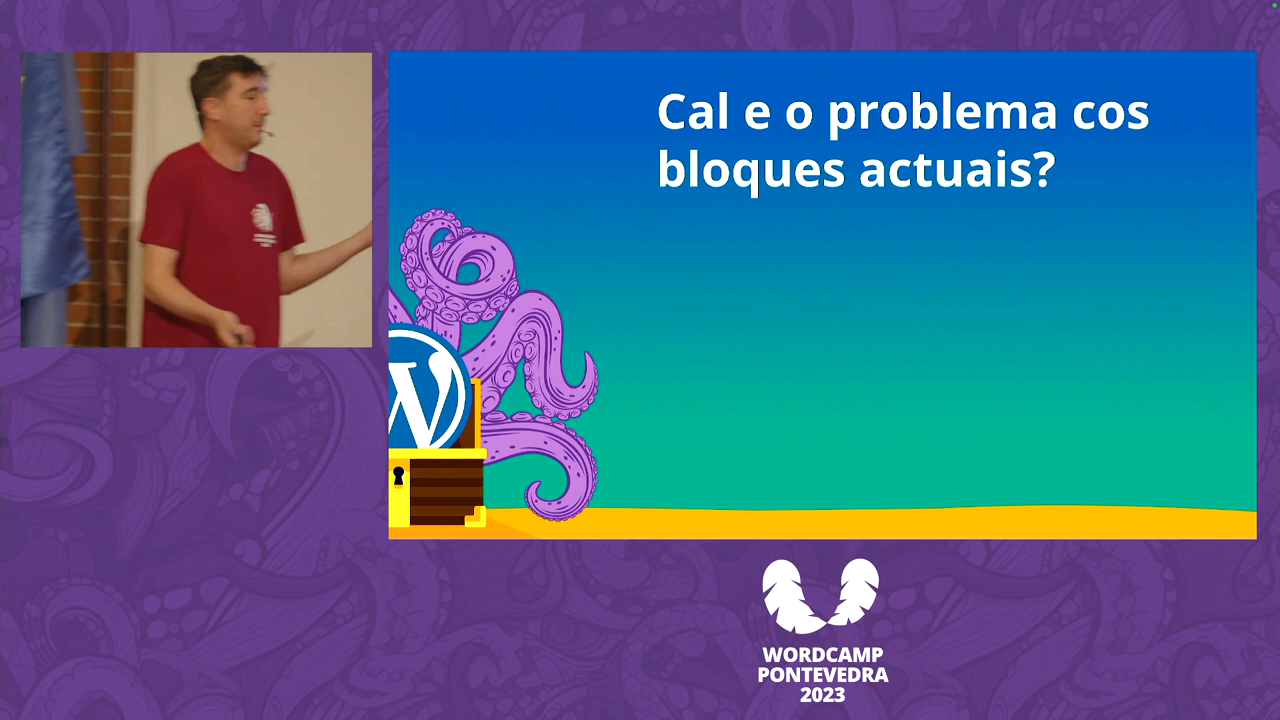 Cal e o problema cos
bloques actuais?
W
WORDCAMP
PONTEVEDRA
2023